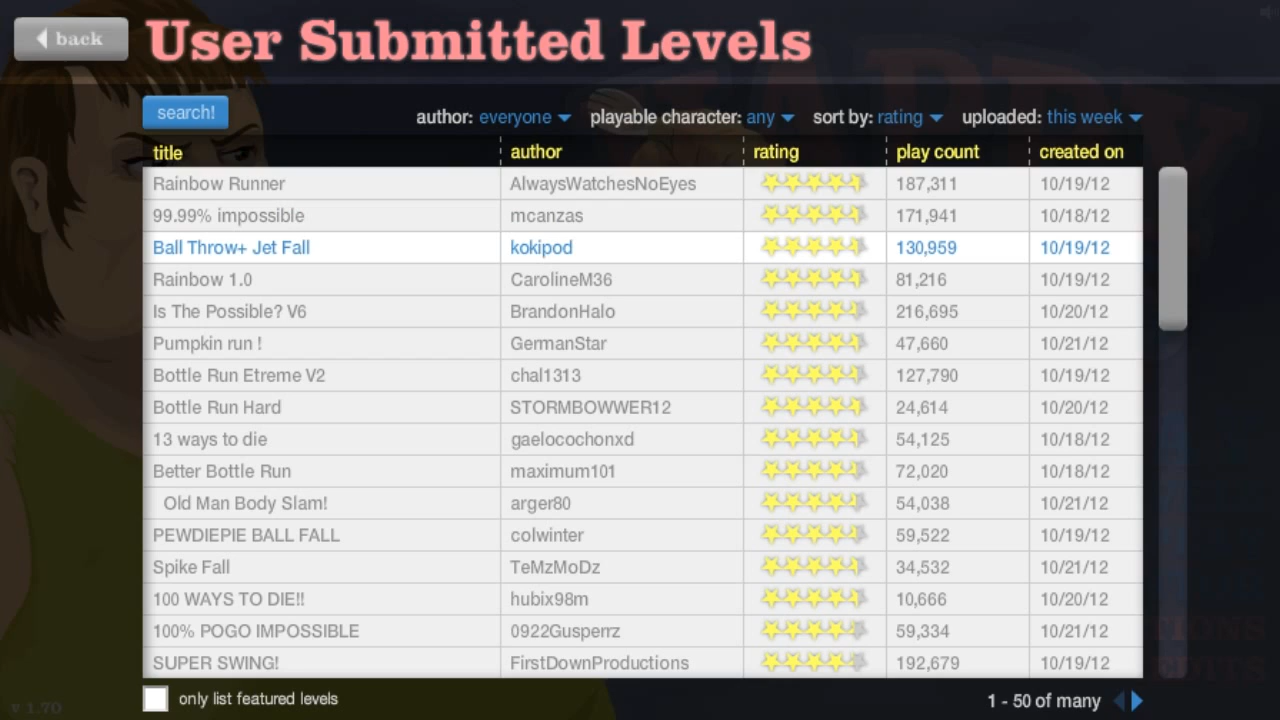 back
User Submitted Levels
search!
author: everyone playable character: any sort by: rating uploaded: this week
title author rating play count created on
Rainbow Runner AlwaysWatchesNoEyes 187,311 10/19/12
99.99% impossible mcanzas 171,941 10/18/12
Ball Throw+ Jet Fall kokipod 130,959 10/19/12
Rainbow 1.0 CarolineM36 81,216 10/19/12
Is The Possible? V6 BrandonHalo 216,695 10/20/12
Pumpkin run ! GermanStar 47,660 10/21/12
Bottle Run Etreme V2 chal1313 127,790 10/19/12
Bottle Run Hard STORMBOWWER12 24,614 10/20/12
13 ways to die gaelocochonxd 54,125 10/18/12
Better Bottle Run maximum101 72,020 10/18/12
Old Man Body Slam! arger80 54,038 10/21/12
PEWDIEPIE BALL FALL colwinter 59,522 10/19/12
Spike Fall TeMzMoDz 34,532 10/21/12
100 WAYS TO DIE!! hubix98m 10,666 10/20/12
100% POGO IMPOSSIBLE 0922Gusperrz 59,334 10/21/12
SUPER SWING! FirstDownProductions 192,679 10/19/12
only list featured levels 1 - 50 of many
v 1.70